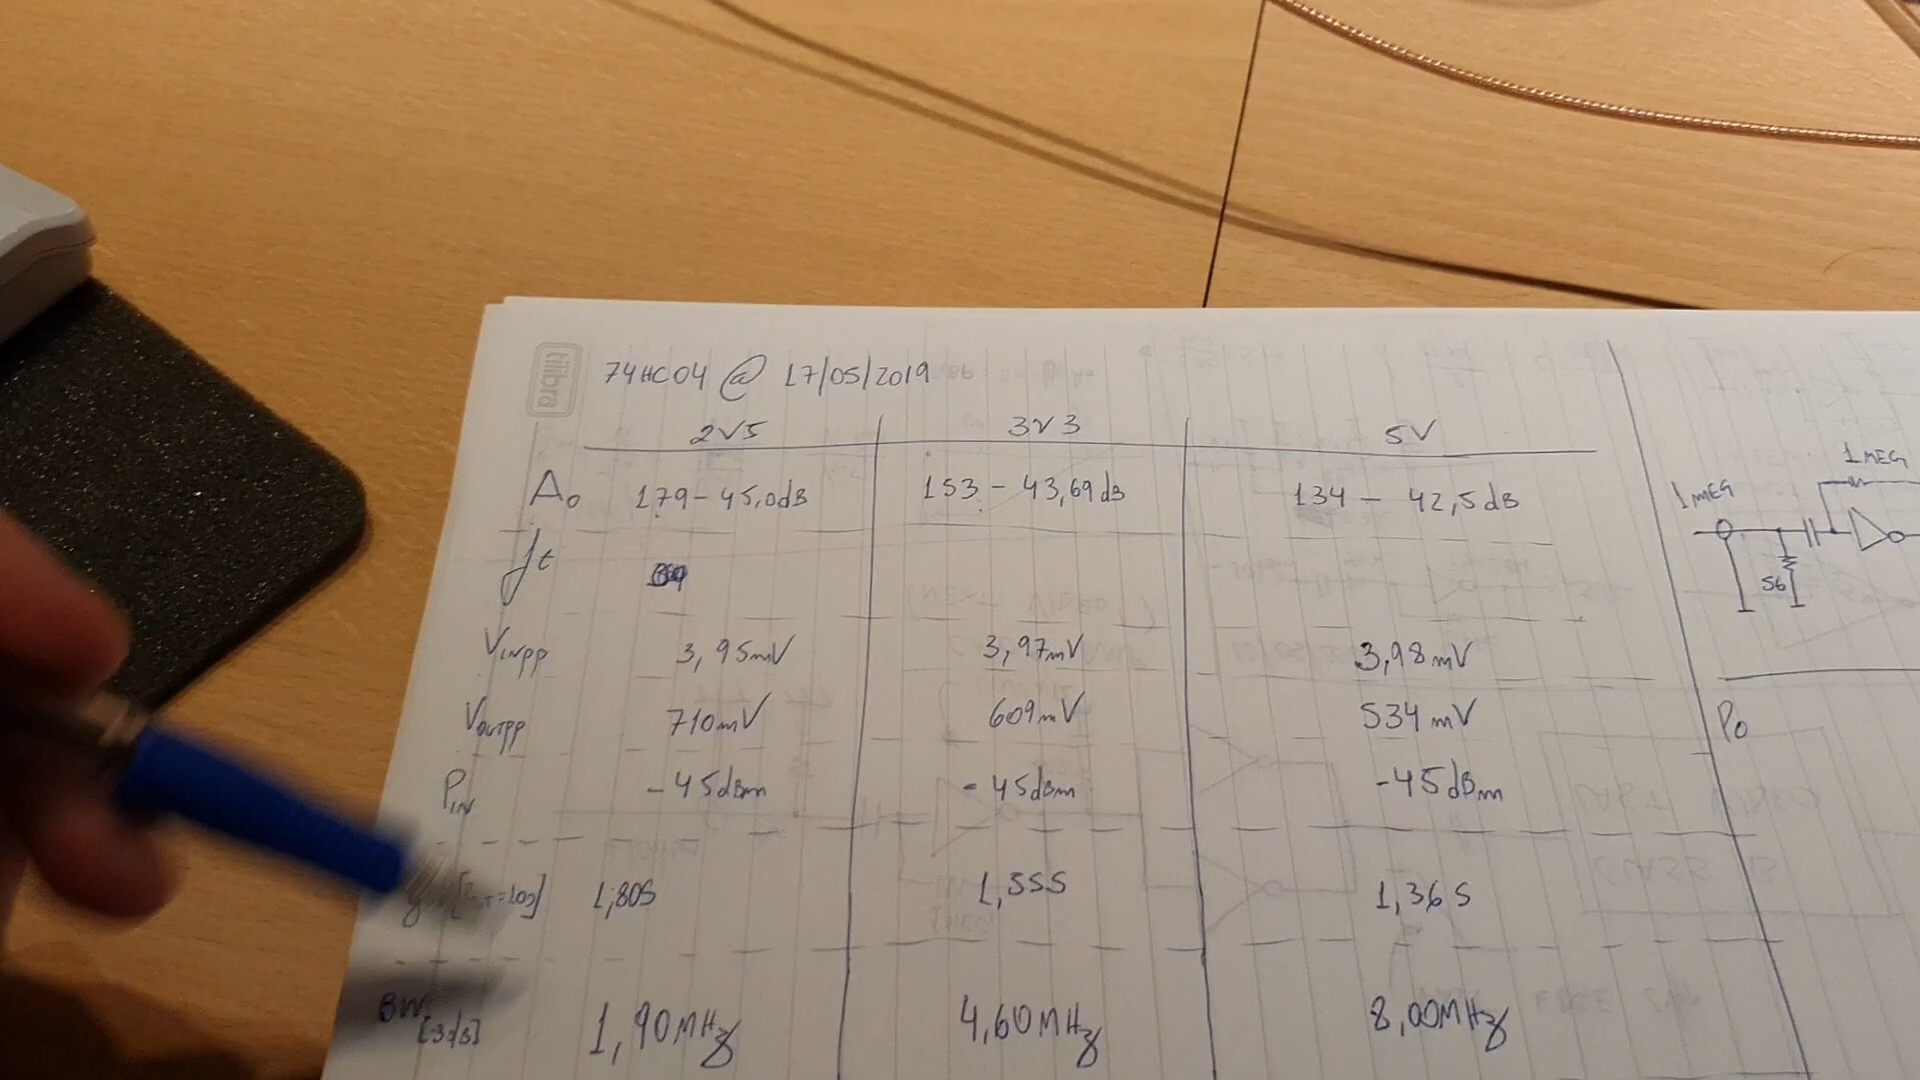 tilibra
74HC04 @ 17/05/2019
2V5 3V3 5V
A₀ 179 - 45,0dB 153 - 43,69dB 134 - 42,5dB
ft
Vinpp 3,95mV 3,97mV 3,98mV
Voutpp 710mV 609mV 534mV
PIN -45dBm -45dBm -45dBm
1,80S 1,55S 1,36S
BW [3dB] 1,90MHz 4,60MHz 8,00MHz
1MEG
1MEG
56
Po